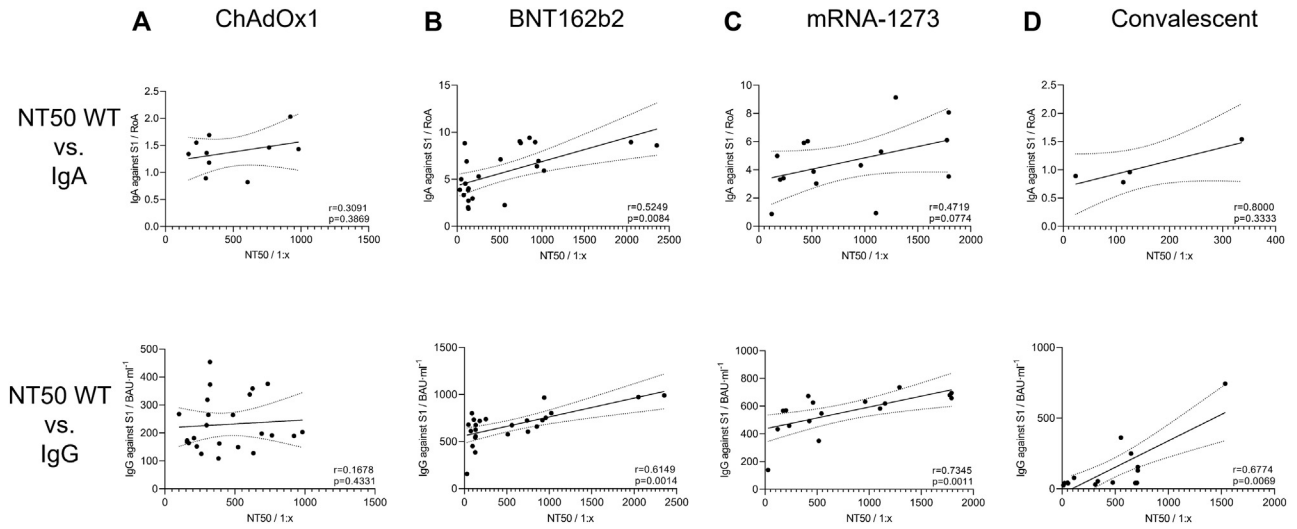 A ChAdOx1
B BNT162b2
C mRNA-1273
D Convalescent
NT50 WT
vs.
IgA
IgA against S1 / RoA
2.5
2.0
1.5
1.0
0.5
0.0
0 500 1000 1500
NT50 / 1:x
r=0.3091
p=0.3869
IgA against S1 / RoA
15
10
5
0
0 500 1000 1500 2000 2500
NT50 / 1:x
r=0.5249
p=0.0084
IgA against S1 / RoA
10
8
6
4
2
0
0 500 1000 1500 2000
NT50 / 1:x
r=0.4719
p=0.0774
IgA against S1 / RoA
2.5
2.0
1.5
1.0
0.5
0.0
0 100 200 300 400
NT50 / 1:x
r=0.8000
p=0.3333
NT50 WT
vs.
IgG
IgG against S1 / BAU·ml⁻¹
500
400
300
200
100
0
0 500 1000 1500
NT50 / 1:x
r=0.1678
p=0.4331
IgG against S1 / BAU·ml⁻¹
1500
1000
500
0
0 500 1000 1500 2000 2500
NT50 / 1:x
r=0.6149
p=0.0014
IgG against S1 / BAU·ml⁻¹
1000
800
600
400
200
0
0 500 1000 1500 2000
NT50 / 1:x
r=0.7345
p=0.0011
IgG against S1 / BAU·ml⁻¹
1000
500
0
0 500 1000 1500 2000
NT50 / 1:x
r=0.6774
p=0.0069